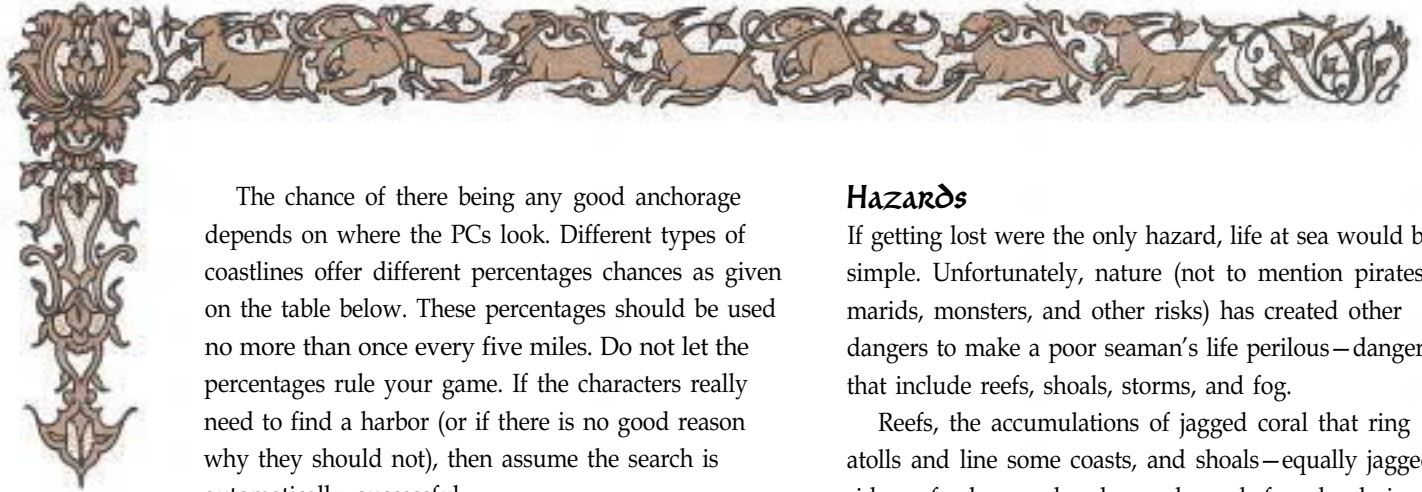 The chance of there being any good anchorage
depends on where the PCs look. Different types of
coastlines offer different percentages chances as given
on the table below. These percentages should be used
no more than once every five miles. Do not let the
percentages rule your game. If the characters really
need to find a harbor (or if there is no good reason
why they should not), then assume the search is
Hazards
If getting lost were the only hazard, life at sea would b
simple. Unfortunately, nature (not to mention pirates
marids, monsters, and other risks) has created other
dangers to make a poor seaman's life perilous—danger
that include reefs, shoals, storms, and fog.
Reefs, the accumulations of jagged coral that ring
atolls and line some coasts, and shoals—equally jagged